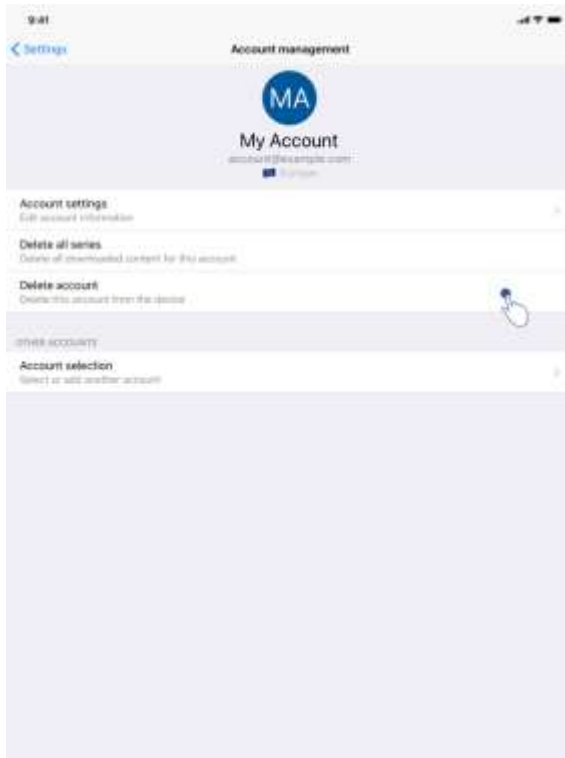 9:41
Settings
Account management
MA
My Account
account@example.com
Europe
Account settings
Edit account information
Delete all series
Delete all downloaded content for this account
Delete account
Delete this account from the device
OTHER ACCOUNTS
Account selection
Select or add another account